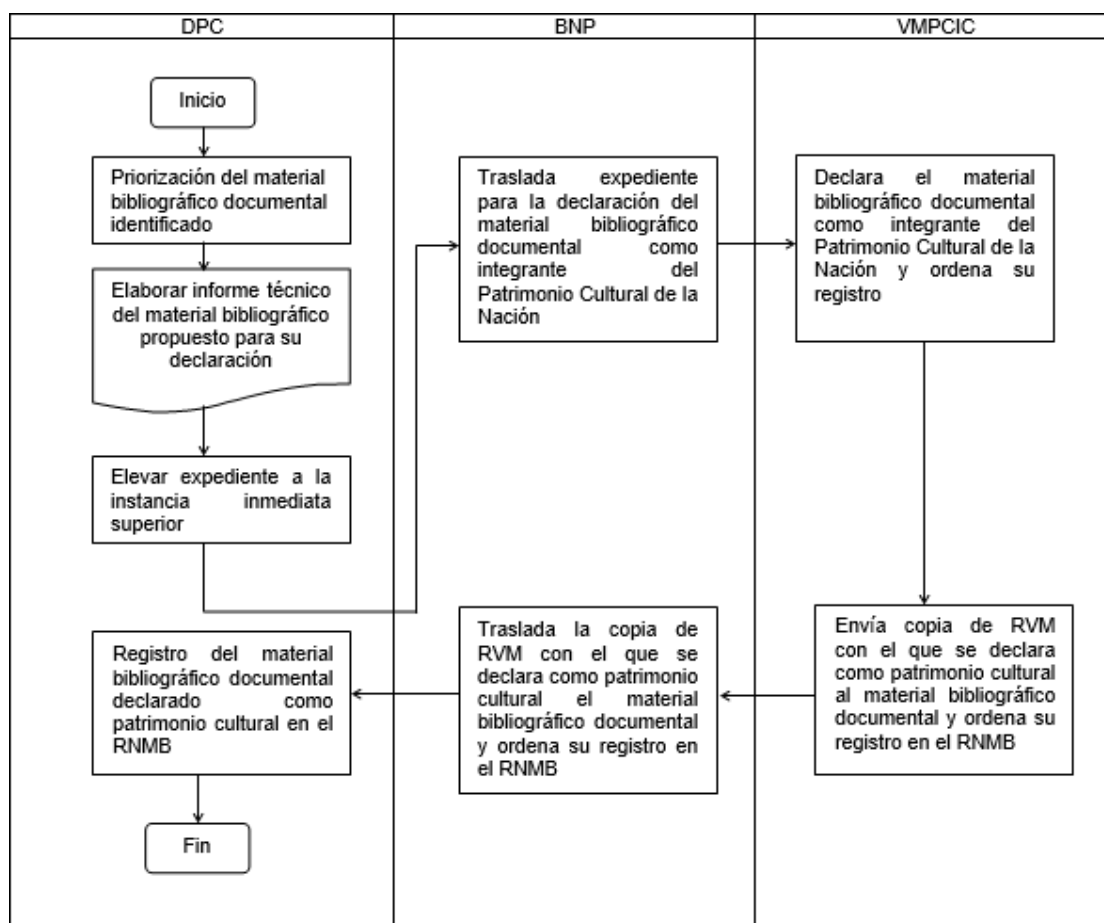 DPC
BNP
VMPCIC
Inicio
Priorización del material
bibliográfico documental
identificado
Elaborar informe técnico
del material bibliográfico
propuesto para su
declaración
Elevar expediente a la
instancia inmediata
superior
Traslada expediente
para la declaración del
material bibliográfico
documental como
integrante del
Patrimonio Cultural de la
Nación
Declara el material
bibliográfico documental
como integrante del
Patrimonio Cultural de la
Nación y ordena su
registro
Envía copia de RVM
con el que se declara
como patrimonio cultural
al material bibliográfico
documental y ordena su
registro en el RNMB
Traslada la copia de
RVM con el que se
declara como patrimonio
cultural el material
bibliográfico documental
y ordena su registro en
el RNMB
Registro del material
bibliográfico documental
declarado como
patrimonio cultural en el
RNMB
Fin